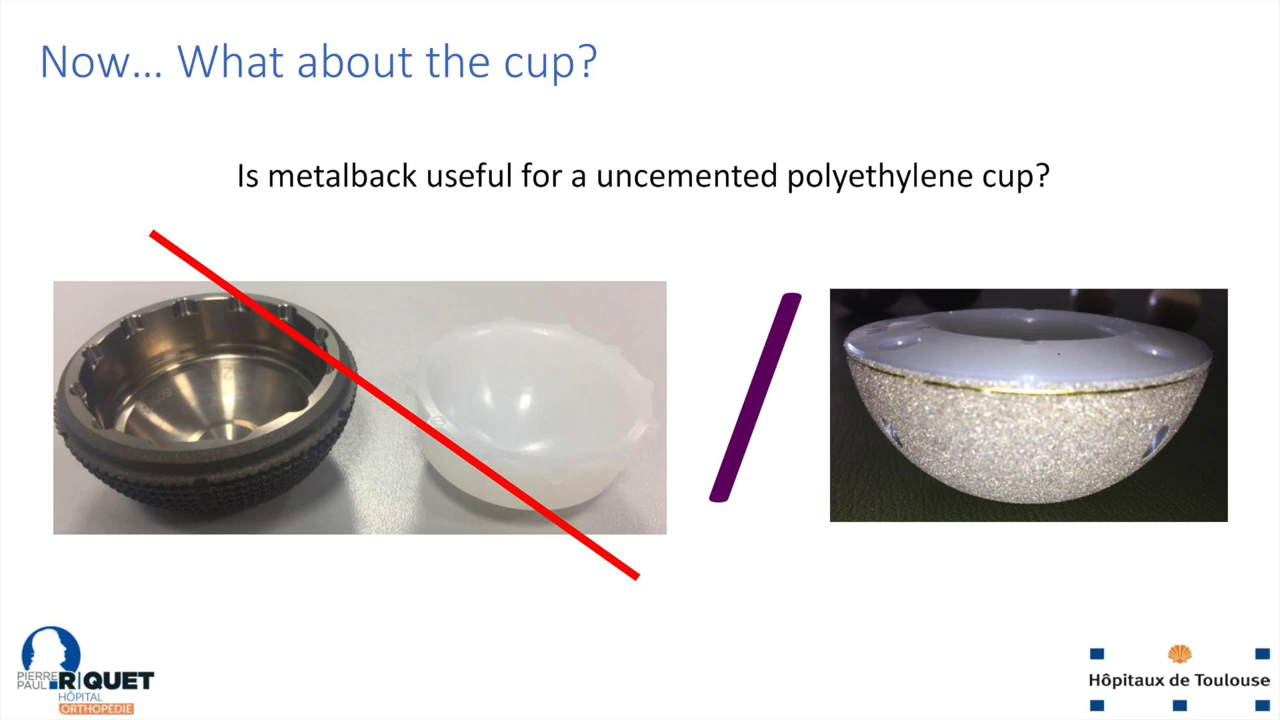 Now... What about the cup?
Is metalback useful for a uncemented polyethylene cup?
PIERRE
PAUL RIQUET
HÔPITAL
ORTHOPÉDIE
Hôpitaux de Toulouse